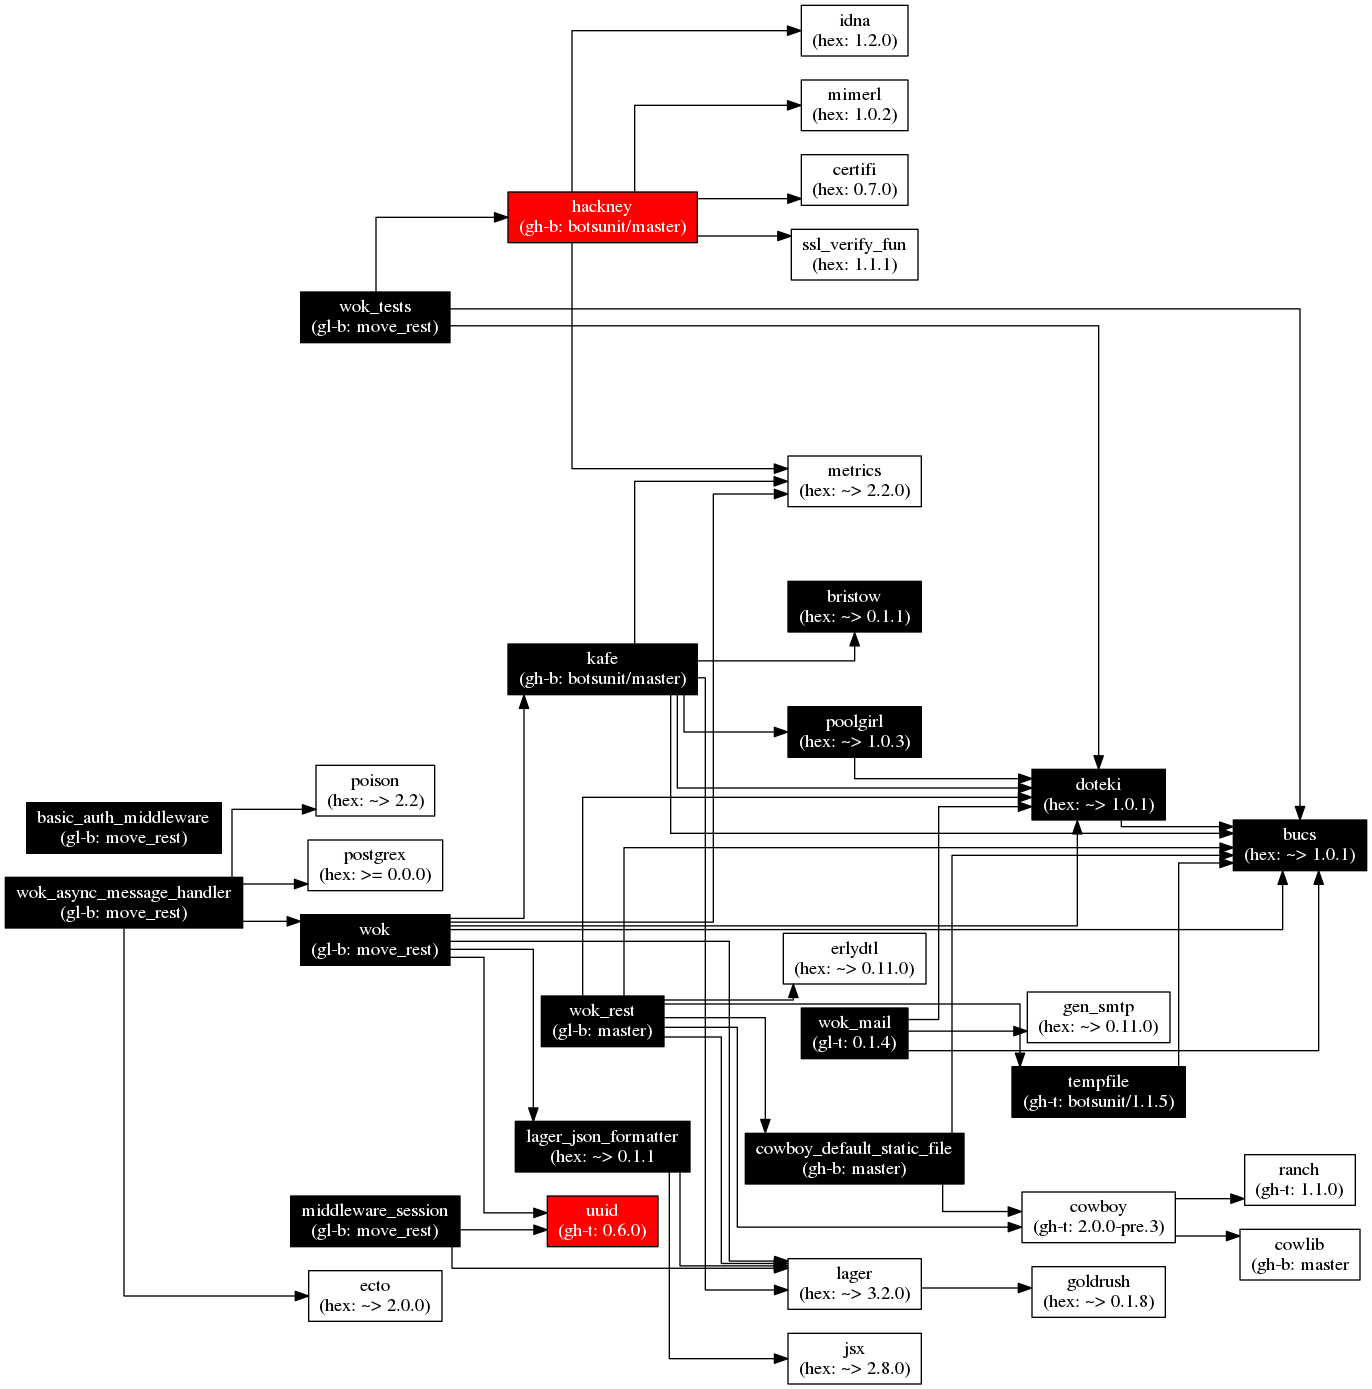 idna
(hex: 1.2.0)
mimerl
(hex: 1.0.2)
certifi
(hex: 0.7.0)
hackney
(gh-b: botsunit/master)
ssl_verify_fun
(hex: 1.1.1)
wok_tests
(gl-b: move_rest)
metrics
(hex: ~> 2.2.0)
bristow
(hex: ~> 0.1.1)
kafe
(gh-b: botsunit/master)
poolgirl
(hex: ~> 1.0.3)
poison
(hex: ~> 2.2)
doteki
(hex: ~> 1.0.1)
basic_auth_middleware
(gl-b: move_rest)
bucs
(hex: ~> 1.0.1)
postgrex
(hex: >= 0.0.0)
wok_async_message_handler
(gl-b: move_rest)
wok
(gl-b: move_rest)
erlydtl
(hex: ~> 0.11.0)
wok_rest
(gl-b: master)
gen_smtp
(hex: ~> 0.11.0)
wok_mail
(gl-t: 0.1.4)
tempfile
(gh-t: botsunit/1.1.5)
lager_json_formatter
(hex: ~> 0.1.1
cowboy_default_static_file
(gh-b: master)
ranch
(gh-t: 1.1.0)
middleware_session
(gl-b: move_rest)
uuid
(gh-t: 0.6.0)
cowboy
(gh-t: 2.0.0-pre.3)
cowlib
(gh-b: master
lager
(hex: ~> 3.2.0)
goldrush
(hex: ~> 0.1.8)
ecto
(hex: ~> 2.0.0)
jsx
(hex: ~> 2.8.0)